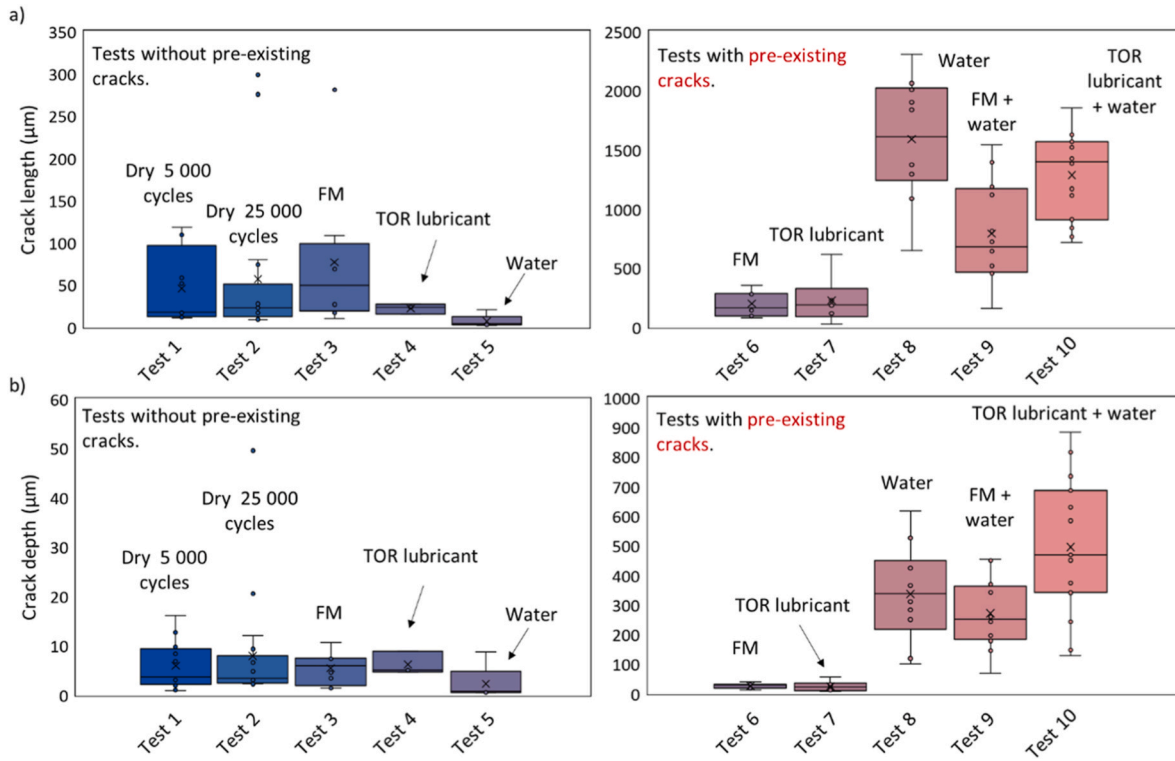 a)
350
300
250
200
150
100
50
0
Crack length (µm)
Tests without pre-existing
cracks.
Dry 5 000
cycles
Dry 25 000
cycles
FM
TOR lubricant
Water
Test 1
Test 2
Test 3
Test 4
Test 5
2500
2000
1500
1000
500
0
Tests with pre-existing
cracks.
FM
TOR lubricant
Water
FM +
water
TOR
lubricant
+ water
Test 6
Test 7
Test 8
Test 9
Test 10
b)
60
50
40
30
20
10
0
Crack depth (µm)
Tests without pre-existing
cracks.
Dry 5 000
cycles
Dry 25 000
cycles
FM
TOR lubricant
Water
Test 1
Test 2
Test 3
Test 4
Test 5
1000
900
800
700
600
500
400
300
200
100
0
Tests with pre-existing
cracks.
FM
TOR lubricant
Water
FM +
water
TOR lubricant + water
Test 6
Test 7
Test 8
Test 9
Test 10